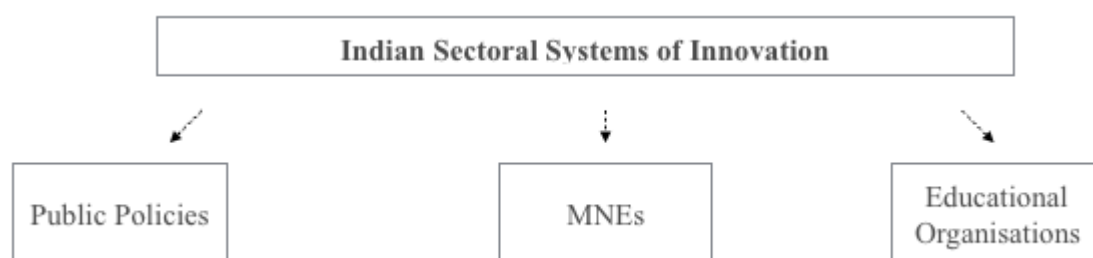 Indian Sectoral Systems of Innovation
Public Policies
MNEs
Educational
Organisations